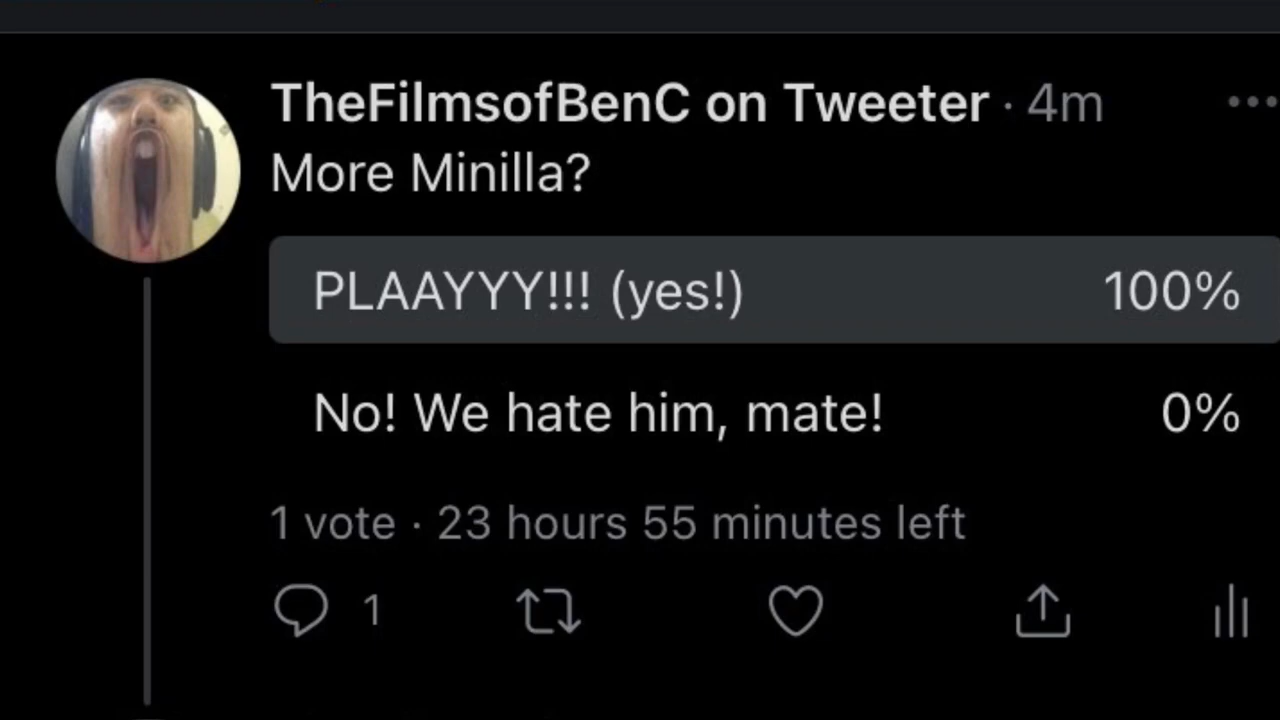 TheFilmsofBenC on Tweeter · 4m
More Minilla?
PLAAYYY!!! (yes!) 100%
No! We hate him, mate! 0%
1 vote · 23 hours 55 minutes left
1